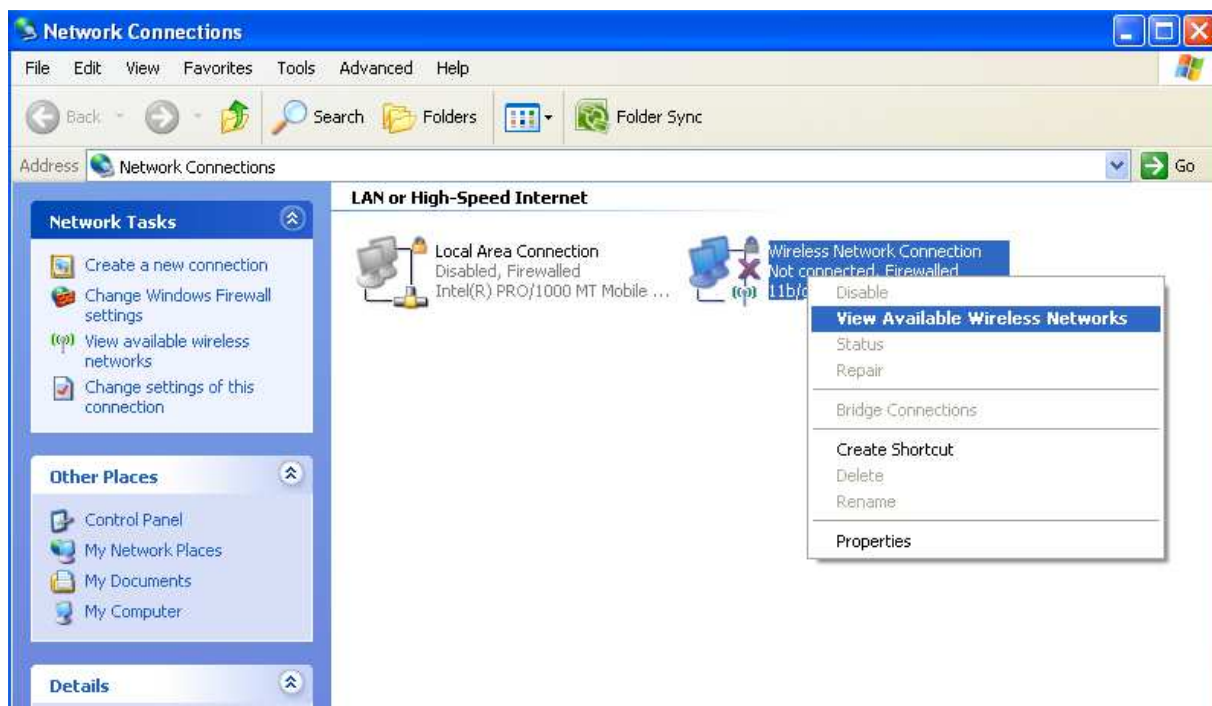 Network Connections
File Edit View Favorites Tools Advanced Help
Back Search Folders Folder Sync
Address Network Connections Go
Network Tasks
Create a new connection
Change Windows Firewall
settings
View available wireless
networks
Change settings of this
connection
Other Places
Control Panel
My Network Places
My Documents
My Computer
Details
LAN or High-Speed Internet
Local Area Connection
Disabled, Firewalled
Intel(R) PRO/1000 MT Mobile ...
Wireless Network Connection
Not connected, Firewalled
11b/
Disable
View Available Wireless Networks
Status
Repair
Bridge Connections
Create Shortcut
Delete
Rename
Properties